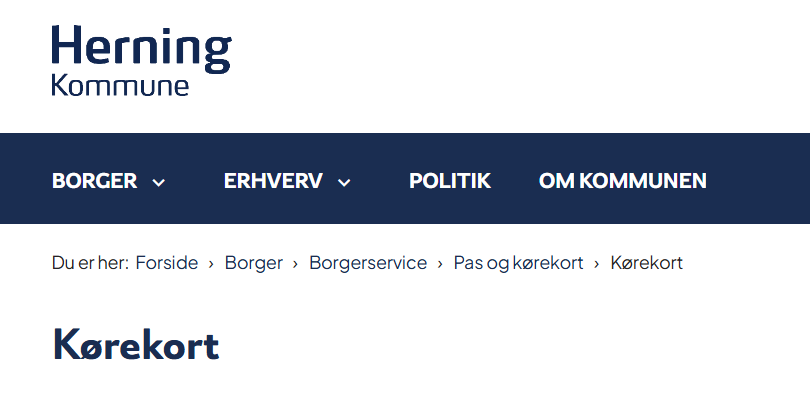 Herning
Kommune
BORGER ERHVERV POLITIK OM KOMMUNEN
Du er her: Forside › Borger › Borgerservice › Pas og kørekort › Kørekort
Kørekort